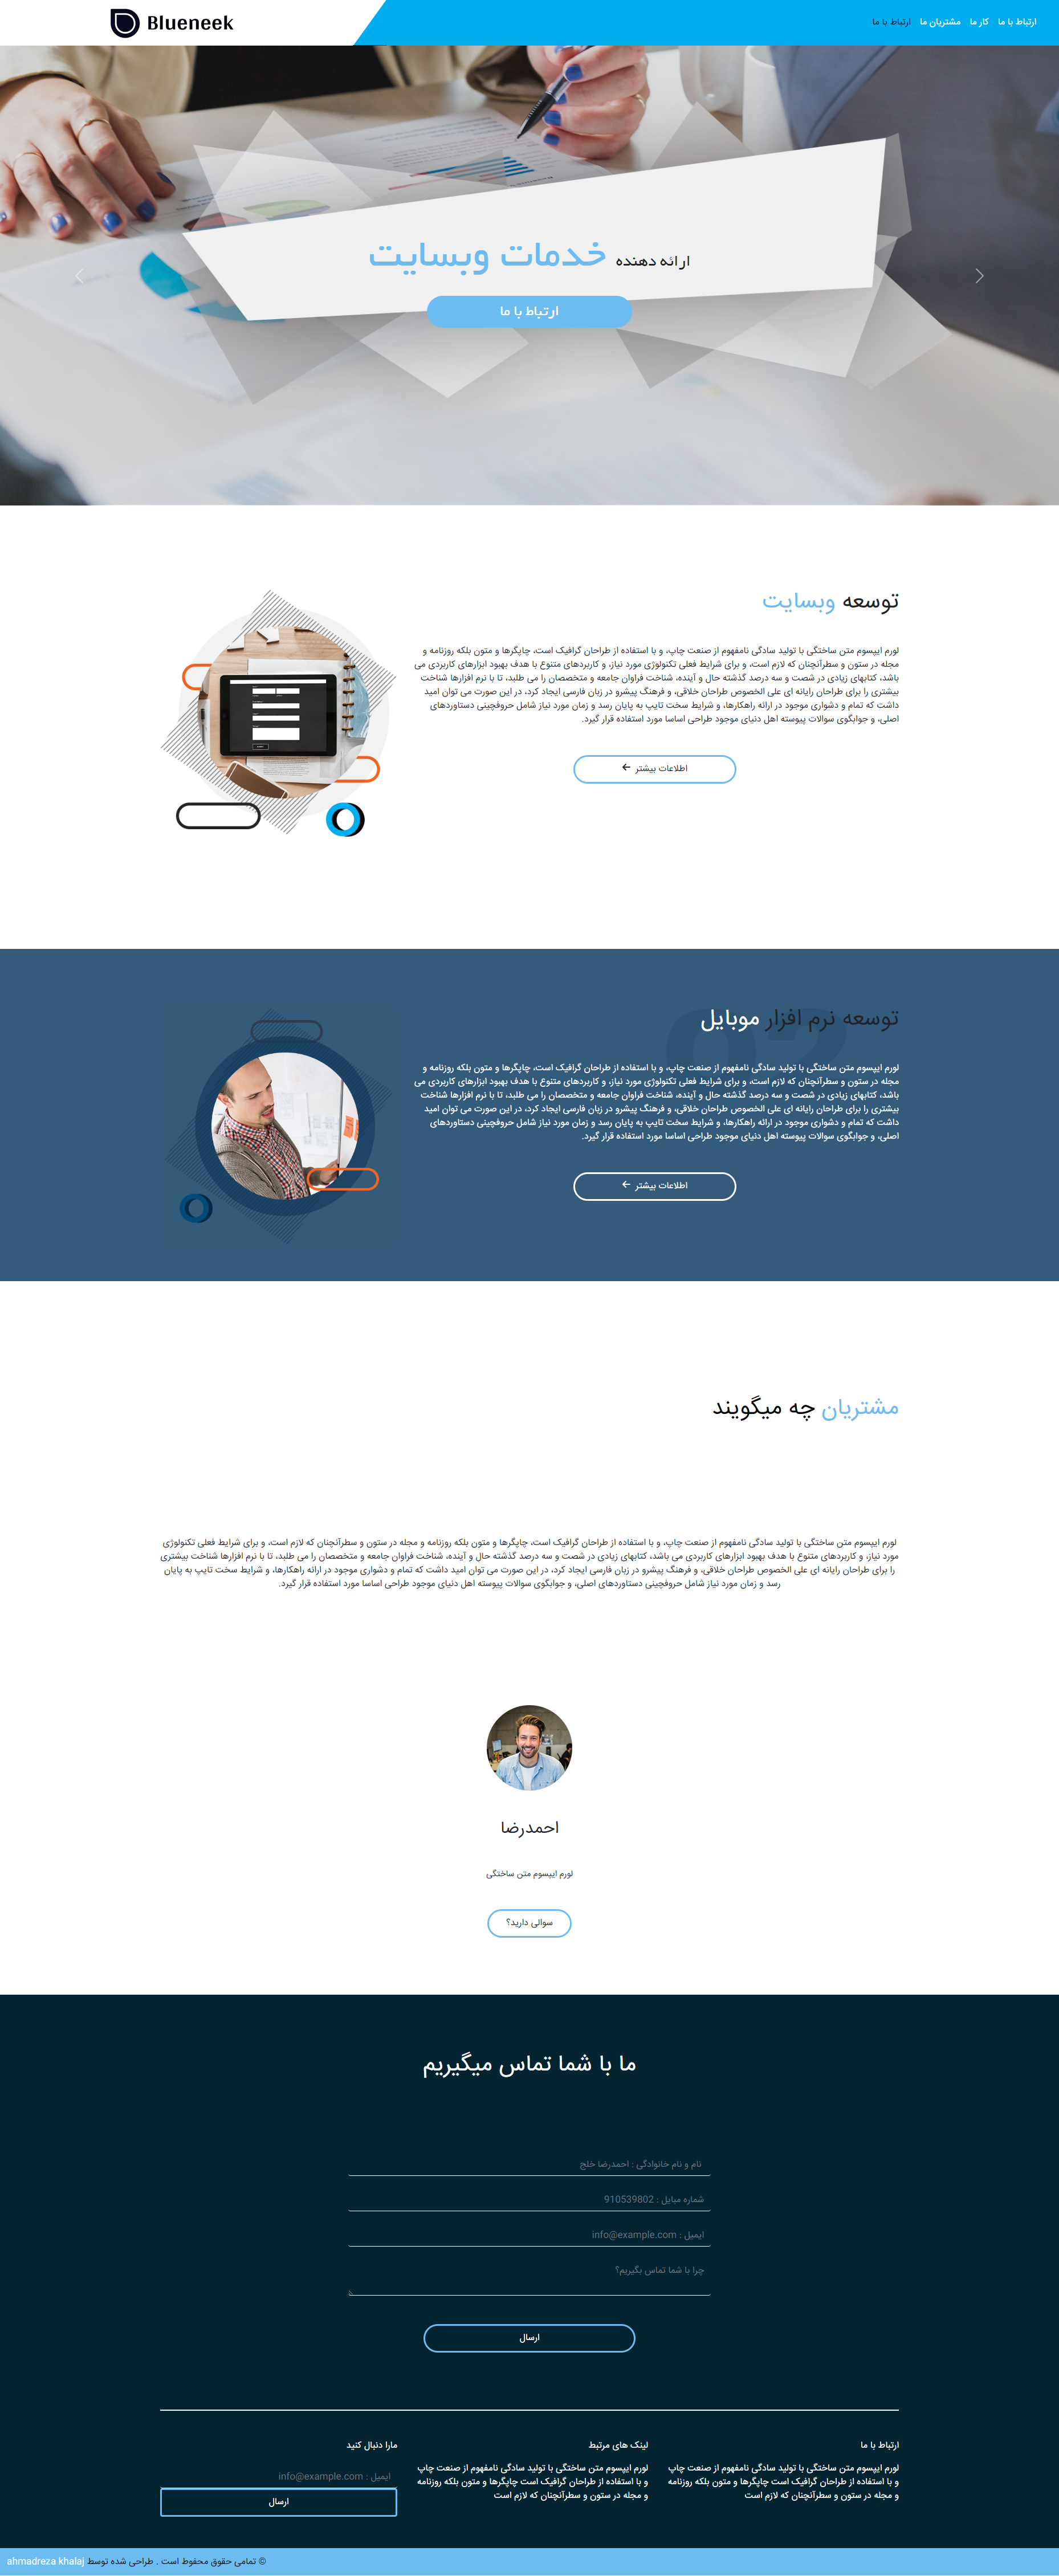 Blueneek
ارتباط با ما
کار ما
مشتریان ما
ارتباط با ما
ارائه دهنده خدمات وبسایت
ارتباط با ما
توسعه وبسایت
لورم ایپسوم متن ساختگی با تولید سادگی نامفهوم از صنعت چاپ، و با استفاده از طراحان گرافیک است، چاپگرها و متون بلکه روزنامه و
مجله در ستون و سطرآنچنان که لازم است، و برای شرایط فعلی تکنولوژی مورد نیاز، و کاربردهای متنوع با هدف بهبود ابزارهای کاربردی می
باشد، کتابهای زیادی در شصت و سه درصد گذشته حال و آینده، شناخت فراوان جامعه و متخصصان را می طلبد، تا با نرم افزارها شناخت
بیشتری را برای طراحان رایانه ای علی الخصوص طراحان خلاقی، و فرهنگ پیشرو در زبان فارسی ایجاد کرد، در این صورت می توان امید
داشت که تمام و دشواری موجود در ارائه راهکارها، و شرایط سخت تایپ به پایان رسد و زمان مورد نیاز شامل حروفچینی دستاوردهای
اصلی، و جوابگوی سوالات پیوسته اهل دنیای موجود طراحی اساسا مورد استفاده قرار گیرد.
اطلاعات بیشتر
02
توسعه نرم افزار موبایل
لورم ایپسوم متن ساختگی با تولید سادگی نامفهوم از صنعت چاپ، و با استفاده از طراحان گرافیک است، چاپگرها و متون بلکه روزنامه و
مجله در ستون و سطرآنچنان که لازم است، و برای شرایط فعلی تکنولوژی مورد نیاز، و کاربردهای متنوع با هدف بهبود ابزارهای کاربردی می
باشد، کتابهای زیادی در شصت و سه درصد گذشته حال و آینده، شناخت فراوان جامعه و متخصصان را می طلبد، تا با نرم افزارها شناخت
بیشتری را برای طراحان رایانه ای علی الخصوص طراحان خلاقی، و فرهنگ پیشرو در زبان فارسی ایجاد کرد، در این صورت می توان امید
داشت که تمام و دشواری موجود در ارائه راهکارها، و شرایط سخت تایپ به پایان رسد و زمان مورد نیاز شامل حروفچینی دستاوردهای
اصلی، و جوابگوی سوالات پیوسته اهل دنیای موجود طراحی اساسا مورد استفاده قرار گیرد.
اطلاعات بیشتر
مشتریان چه میگویند
لورم ایپسوم متن ساختگی با تولید سادگی نامفهوم از صنعت چاپ، و با استفاده از طراحان گرافیک است، چاپگرها و متون بلکه روزنامه و مجله در ستون و سطرآنچنان که لازم است، و برای شرایط فعلی تکنولوژی
مورد نیاز، و کاربردهای متنوع با هدف بهبود ابزارهای کاربردی می باشد، کتابهای زیادی در شصت و سه درصد گذشته حال و آینده، شناخت فراوان جامعه و متخصصان را می طلبد، تا با نرم افزارها شناخت بیشتری
را برای طراحان رایانه ای علی الخصوص طراحان خلاقی، و فرهنگ پیشرو در زبان فارسی ایجاد کرد، در این صورت می توان امید داشت که تمام و دشواری موجود در ارائه راهکارها، و شرایط سخت تایپ به پایان
رسد و زمان مورد نیاز شامل حروفچینی دستاوردهای اصلی، و جوابگوی سوالات پیوسته اهل دنیای موجود طراحی اساسا مورد استفاده قرار گیرد.
احمدرضا
لورم ایپسوم متن ساختگی
سوالی دارید؟
ما با شما تماس میگیریم
نام و نام خانوادگی : احمدرضا خلج
شماره مبایل : 910539802
ایمیل : info@example.com
چرا با شما تماس بگیریم؟
ارسال
ارتباط با ما
لورم ایپسوم متن ساختگی با تولید سادگی نامفهوم از صنعت چاپ
و با استفاده از طراحان گرافیک است چاپگرها و متون بلکه روزنامه
و مجله در ستون و سطرآنچنان که لازم است
لینک های مرتبط
لورم ایپسوم متن ساختگی با تولید سادگی نامفهوم از صنعت چاپ
و با استفاده از طراحان گرافیک است چاپگرها و متون بلکه روزنامه
و مجله در ستون و سطرآنچنان که لازم است
مارا دنبال کنید
ایمیل : info@example.com
ارسال
© تمامی حقوق محفوظ است . طراحی شده توسط ahmadreza khalaj